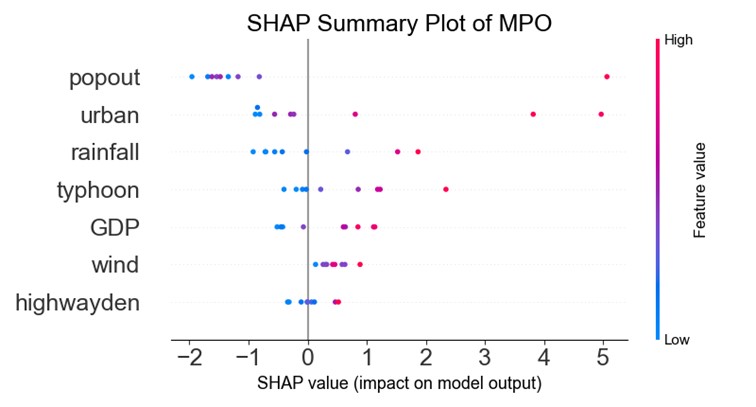 SHAP Summary Plot of MPO
High
popout
urban
rainfall
typhoon
GDP
wind
highwayden
Feature value
Low
−2 −1 0 1 2 3 4 5
SHAP value (impact on model output)